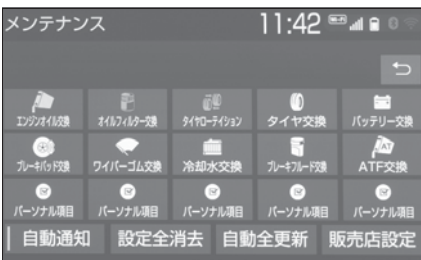 メンテナンス 11:42
エンジンオイル交換 オイルフィルター交換 タイヤローテイション タイヤ交換 バッテリー交換
ブレーキパッド交換 ワイパーゴム交換 冷却水交換 ブレーキフルード交換 ATF交換
パーソナル項目 パーソナル項目 パーソナル項目 パーソナル項目 パーソナル項目
自動通知 設定全消去 自動全更新 販売店設定